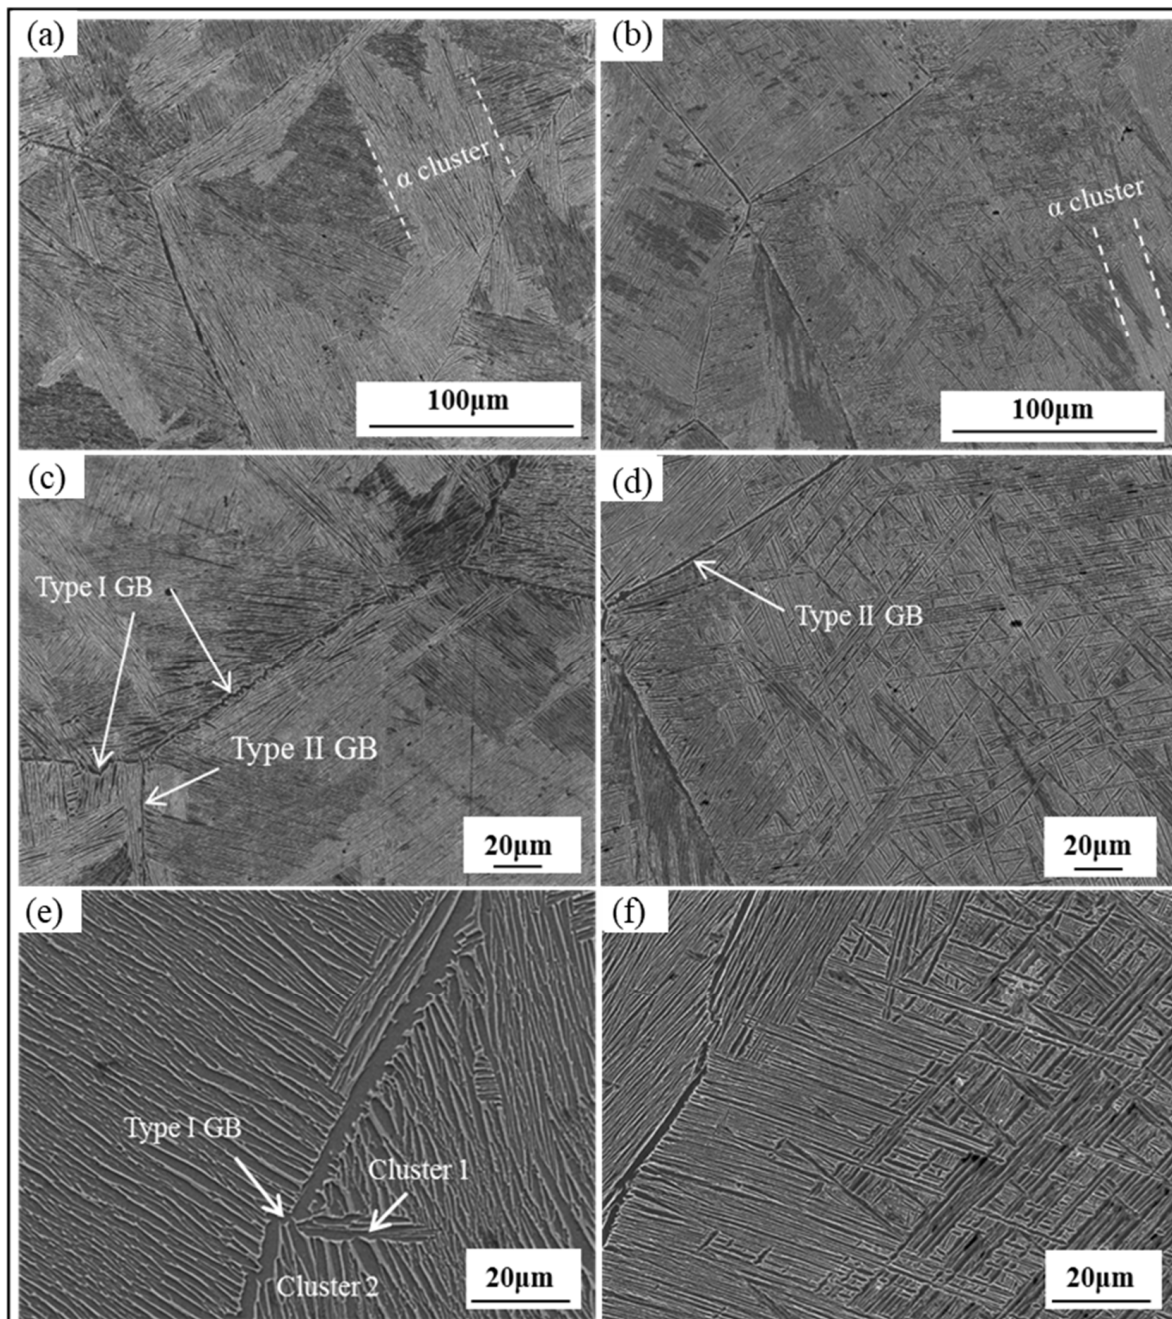 (a)
α cluster
100μm
(b)
α cluster
100μm
(c)
Type I GB
Type II GB
20μm
(d)
Type II GB
20μm
(e)
Type I GB
Cluster 1
Cluster 2
20μm
(f)
20μm